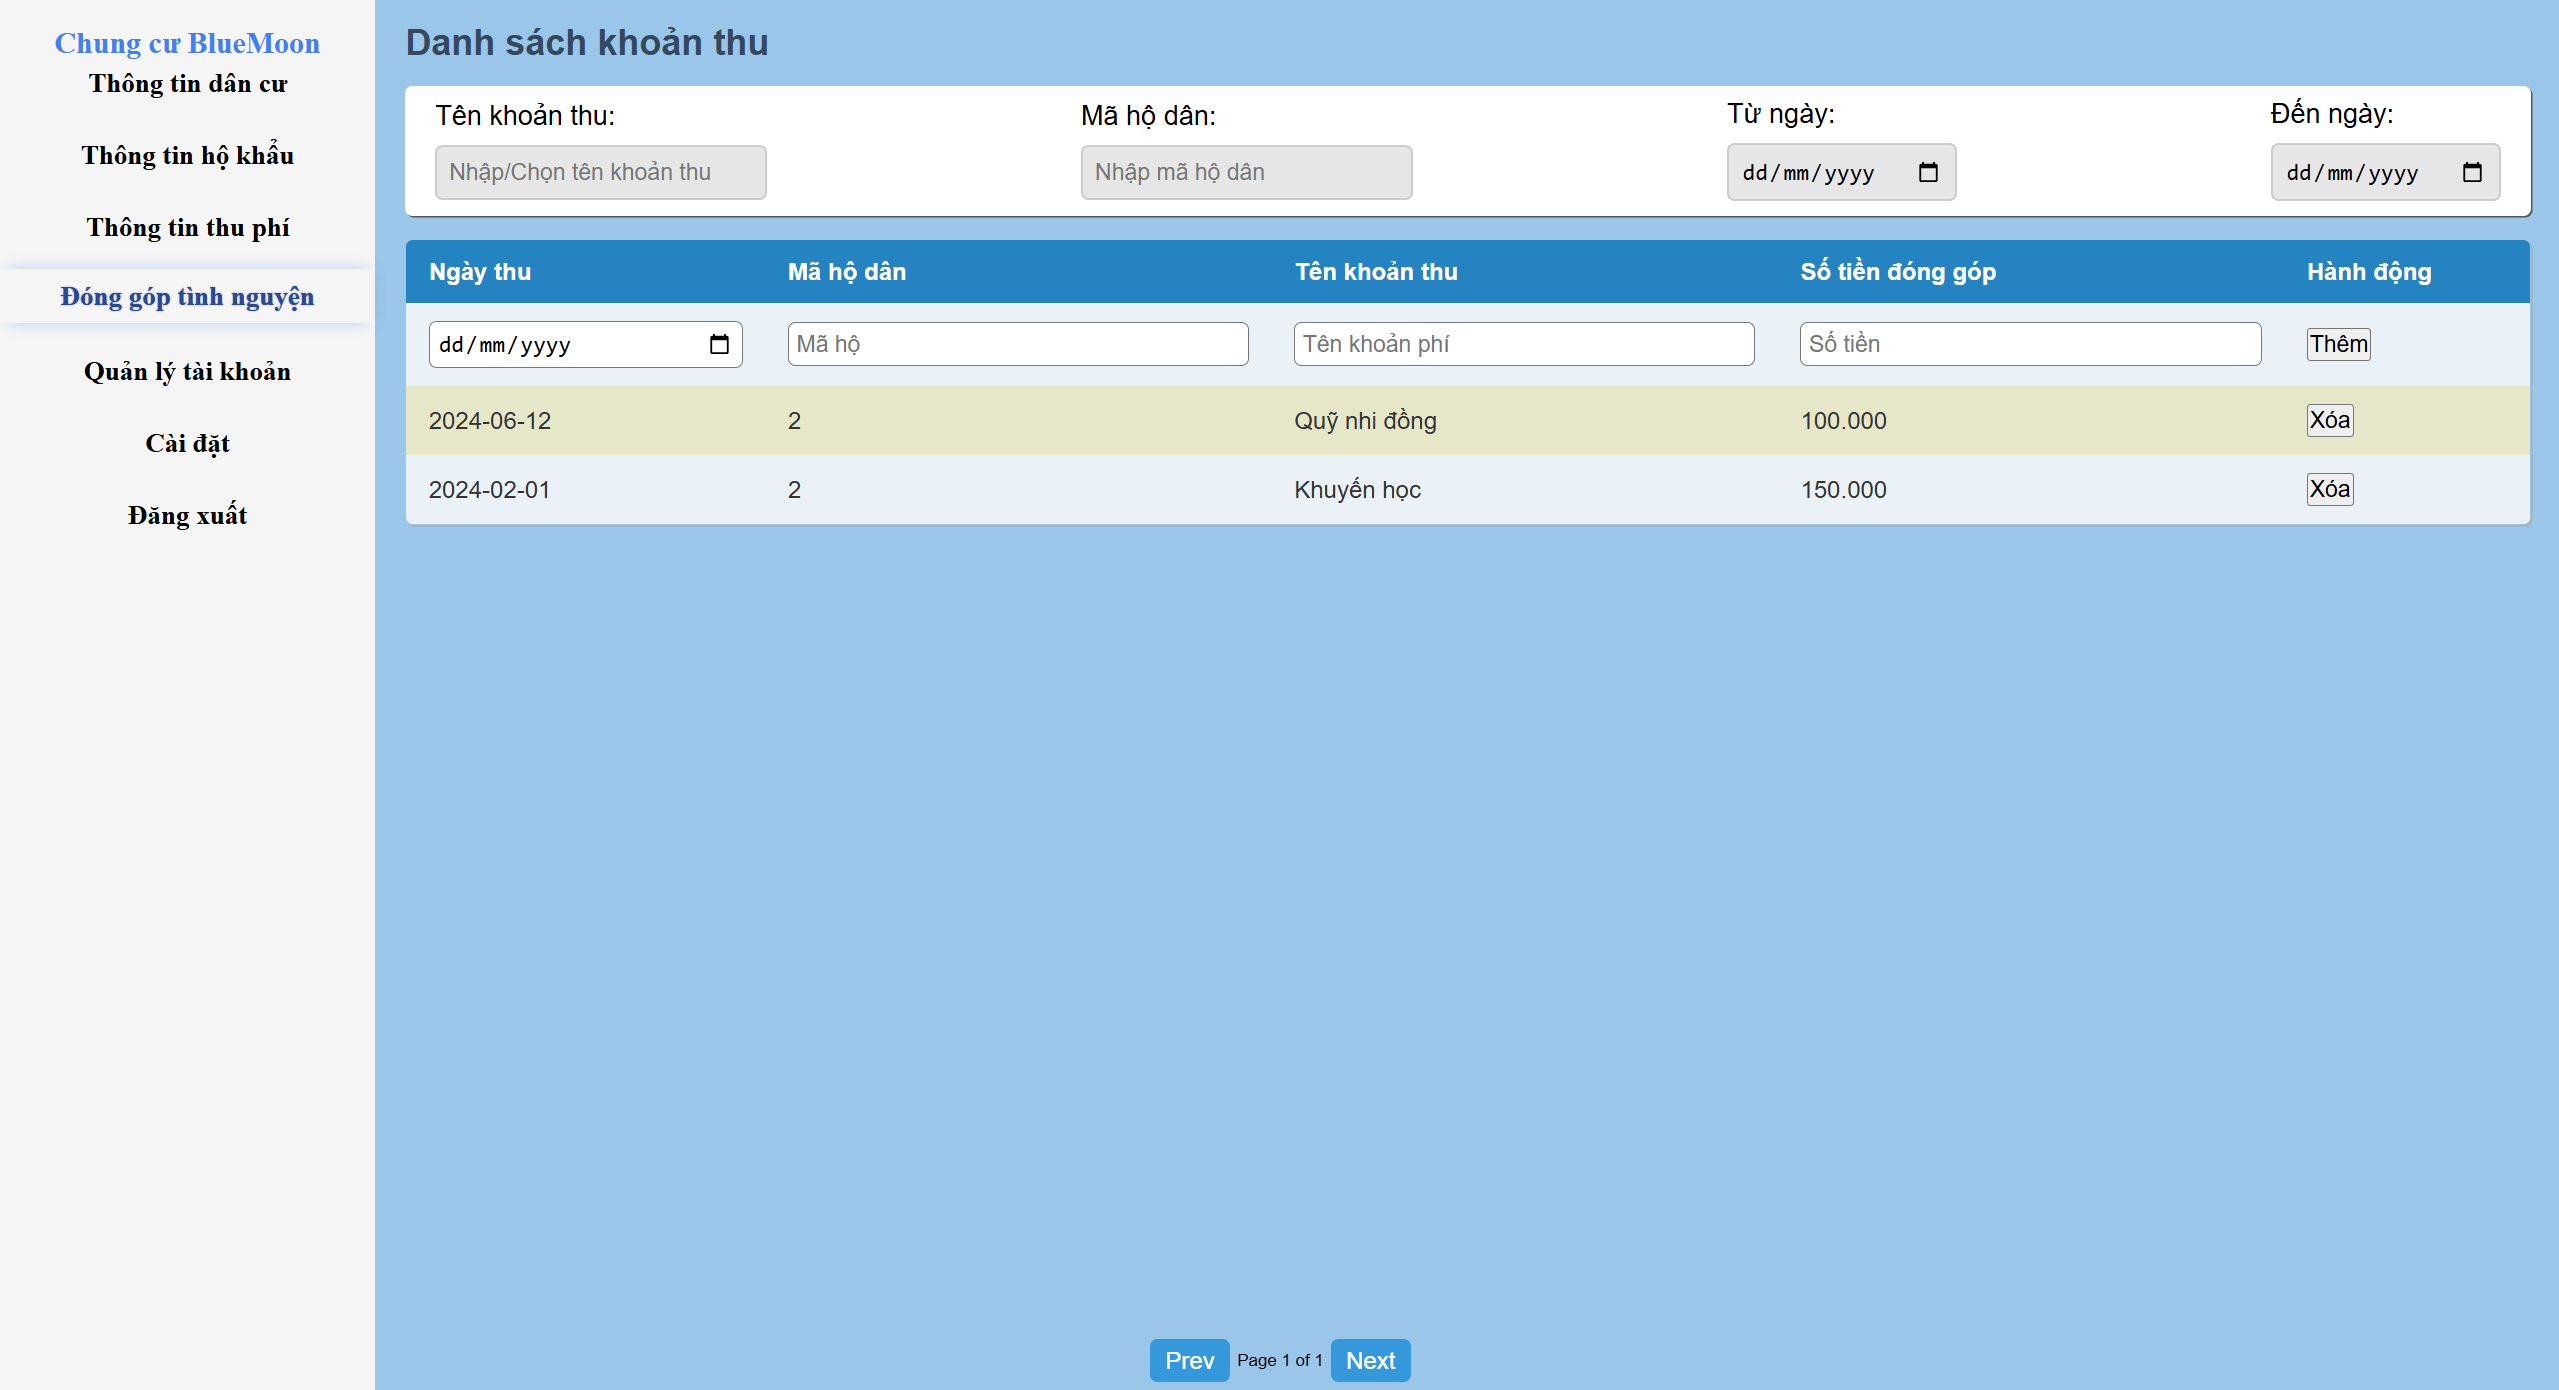 Chung cư BlueMoon
Thông tin dân cư
Thông tin hộ khẩu
Thông tin thu phí
Đóng góp tình nguyện
Quản lý tài khoản
Cài đặt
Đăng xuất
Danh sách khoản thu
Tên khoản thu: Mã hộ dân: Từ ngày: Đến ngày:
Nhập/Chọn tên khoản thu Nhập mã hộ dân dd/mm/yyyy dd/mm/yyyy
Ngày thu Mã hộ dân Tên khoản thu Số tiền đóng góp Hành động
dd/mm/yyyy Mã hộ Tên khoản phí Số tiền Thêm
2024-06-12 2 Quỹ nhi đồng 100.000 Xóa
2024-02-01 2 Khuyến học 150.000 Xóa
Prev Page 1 of 1 Next